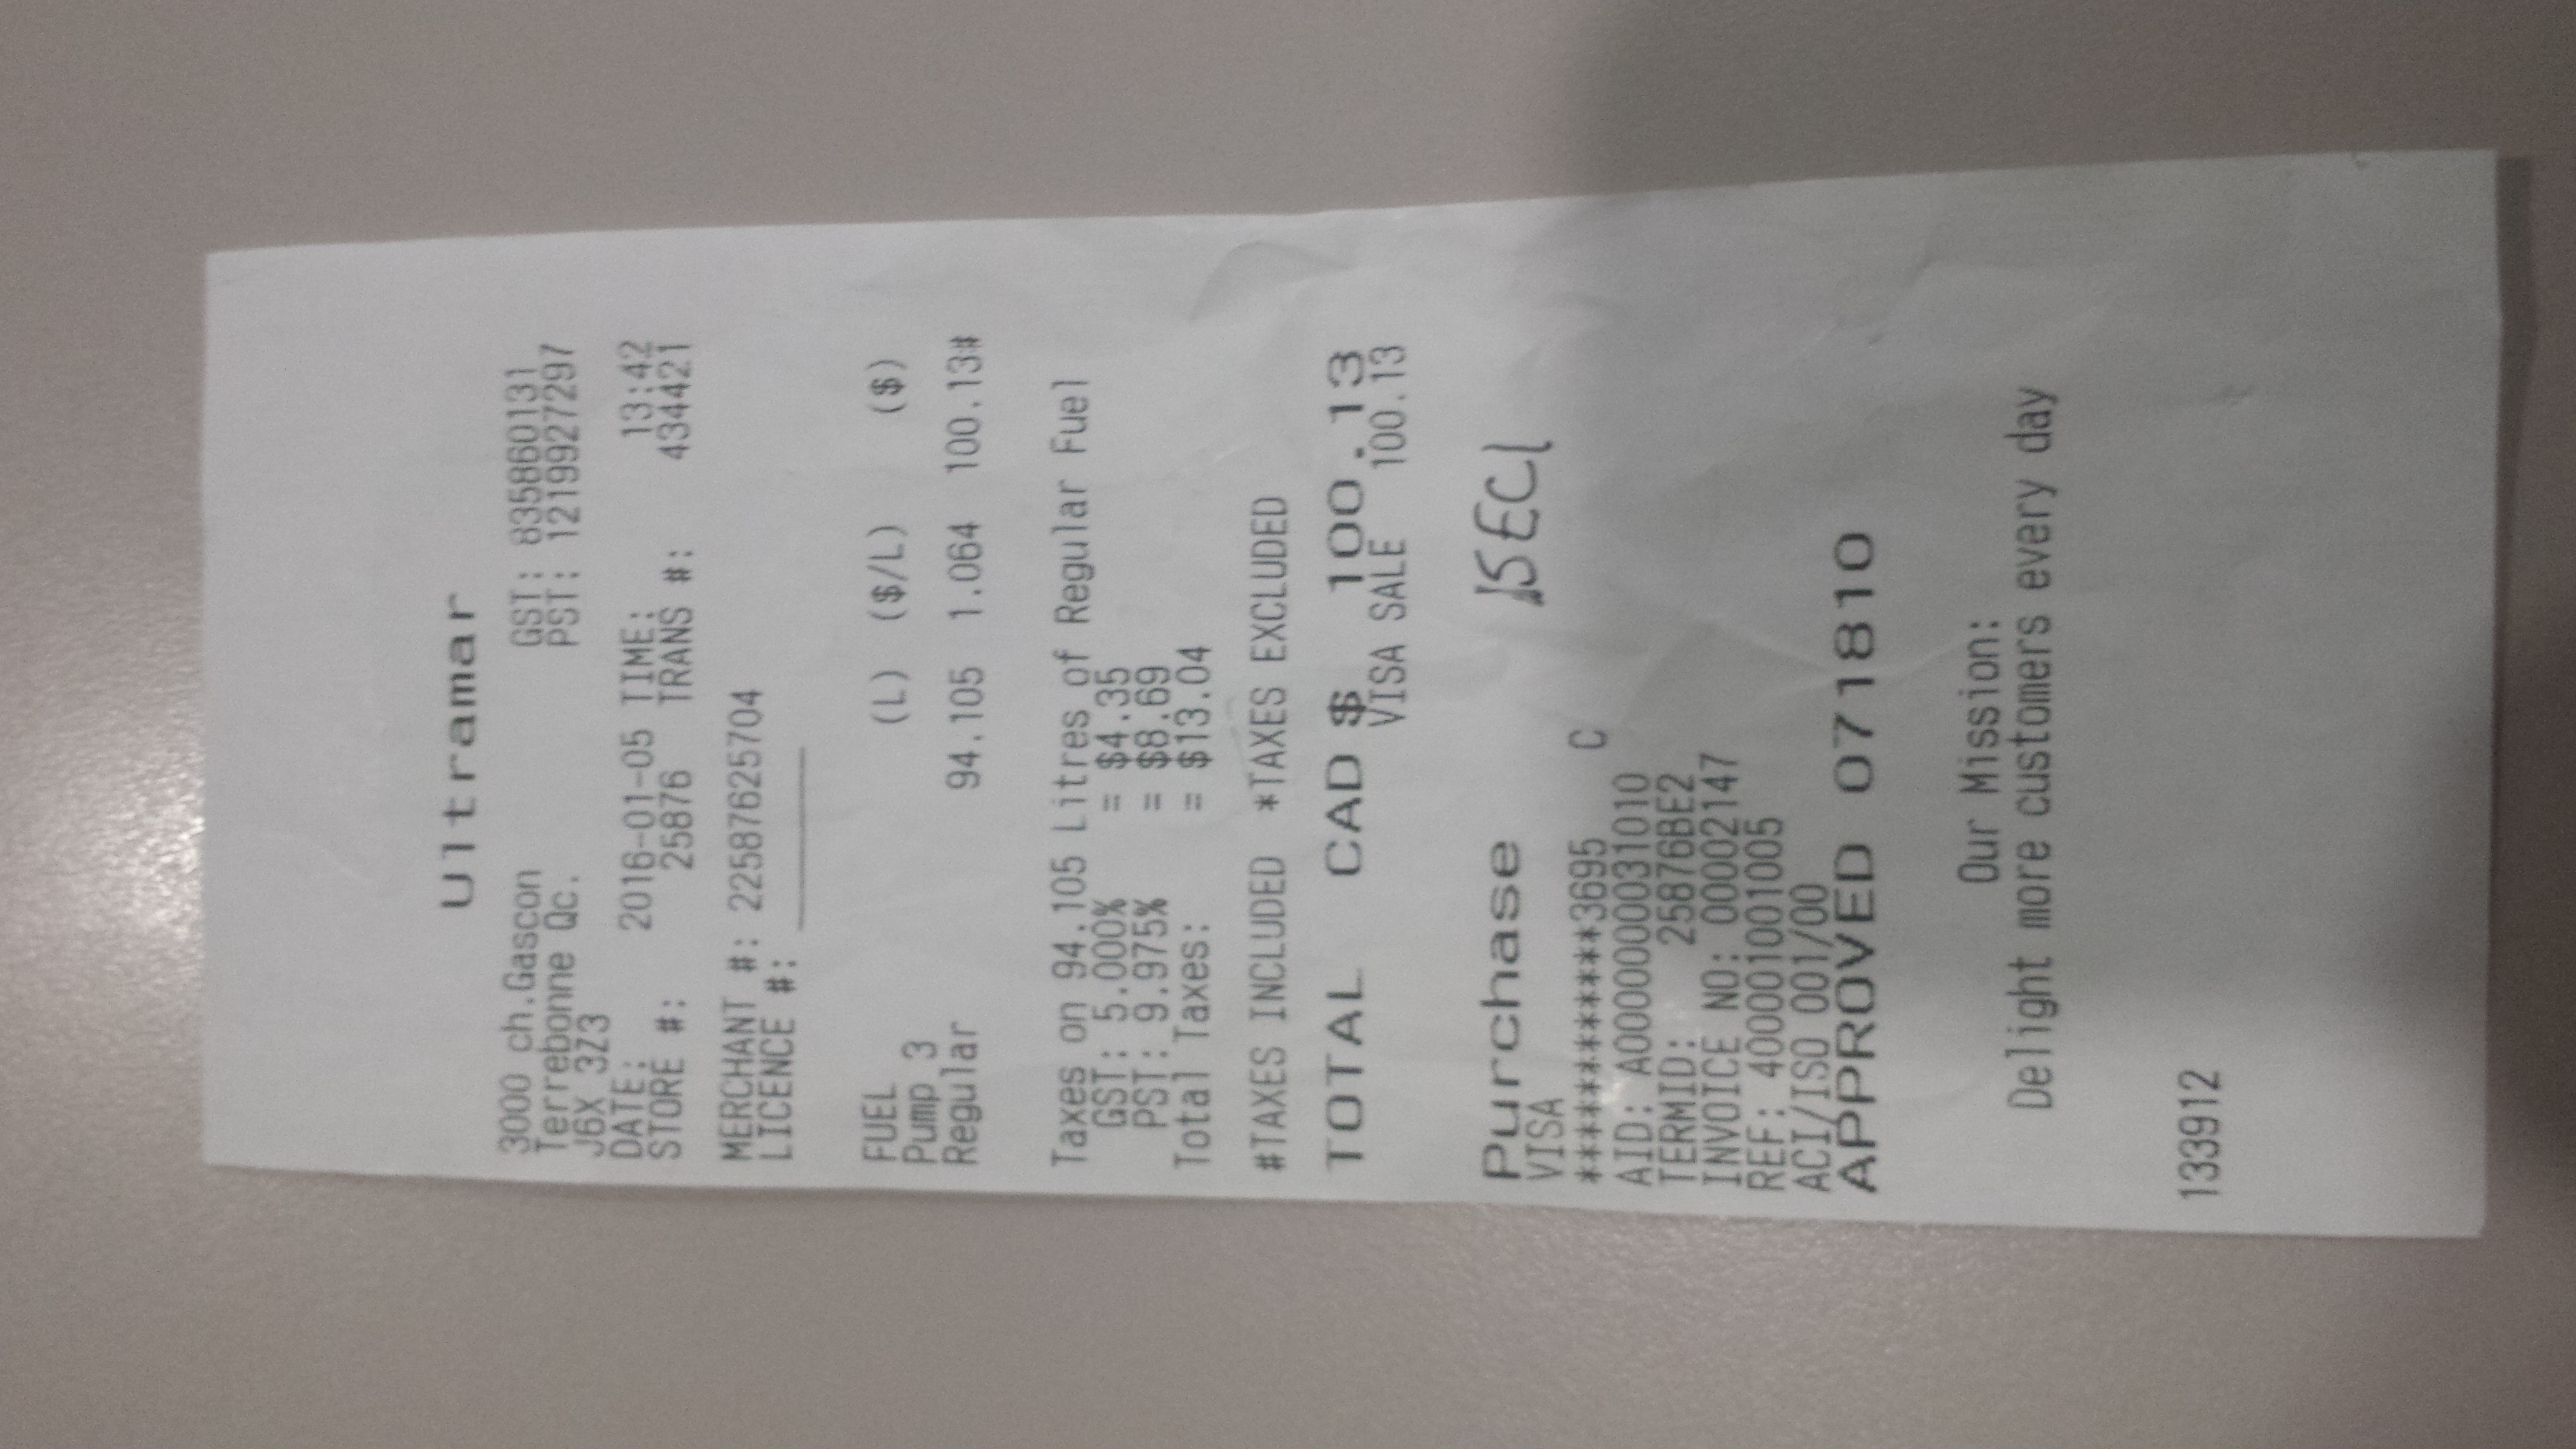 Ultramar
3000 ch.Gascon GST: 835860131
Terrebonne Qc. PST: 1219927297
J6X 3Z3
DATE: 2016-01-05 TIME: 13:42
STORE #: 25876 TRANS #: 434421
MERCHANT #: 22587625704
LICENCE #:
FUEL (L) ($/L) ($)
Pump 3
Regular 94.105 1.064 100.13#
Taxes on 94.105 Litres of Regular Fuel
GST: 5.000% = $4.35
PST: 9.975% = $8.69
Total Taxes: = $13.04
#TAXES INCLUDED *TAXES EXCLUDED
TOTAL CAD $ 100.13
VISA SALE 100.13
Purchase
VISA
************3695 C
AID: A0000000031010
TERMID: 25876BE2
INVOICE NO: 00002147
REF: 400001001005
ACI/ISO 001/00
APPROVED 071810
Our Mission:
Delight more customers every day
133912